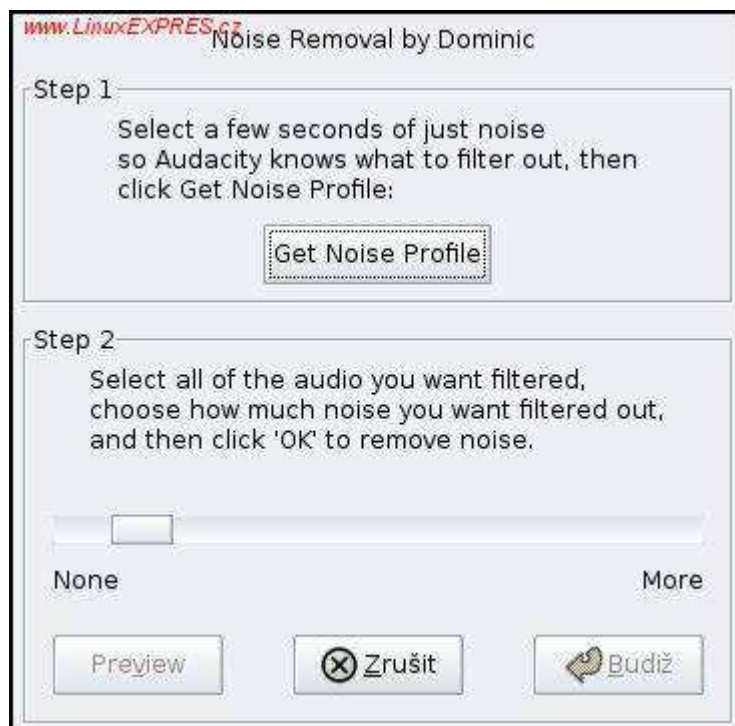 www.LinuxEXPRES.cz
Noise Removal by Dominic
Step 1
Select a few seconds of just noise
so Audacity knows what to filter out, then
click Get Noise Profile:
Get Noise Profile
Step 2
Select all of the audio you want filtered,
choose how much noise you want filtered out,
and then click 'OK' to remove noise.
None More
Preview Zrušit Budiž